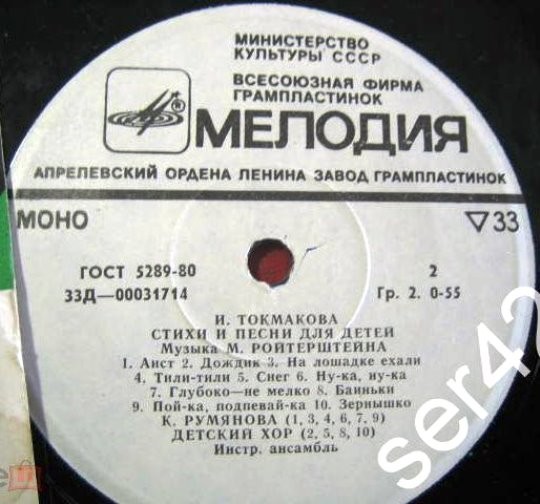 МИНИСТЕРСТВО
КУЛЬТУРЫ СССР
ВСЕСОЮЗНАЯ ФИРМА
ГРАМПЛАСТИНОК
МЕЛОДИЯ
АПРЕЛЕВСКИЙ ОРДЕНА ЛЕНИНА ЗАВОД ГРАМПЛАСТИНОК
МОНО ▽33
ГОСТ 5289-80 2
33Д—00031714 Гр. 2. 0-55
И. ТОКМАКОВА
СТИХИ И ПЕСНИ ДЛЯ ДЕТЕЙ
Музыка М. РОЙТЕРШТЕЙНА
1. Аист 2. Дождик 3. На лошадке ехали
4. Тили-тили 5. Снег 6. Ну-ка, ну-ка
7. Глубоко—не мелко 8. Баиньки
9. Пой-ка, подпевай-ка 10. Зернышко
К. РУМЯНОВА (1, 3, 4, 6, 7, 9)
ДЕТСКИЙ ХОР (2, 5, 8, 10)
Инстр. ансамбль
ser42